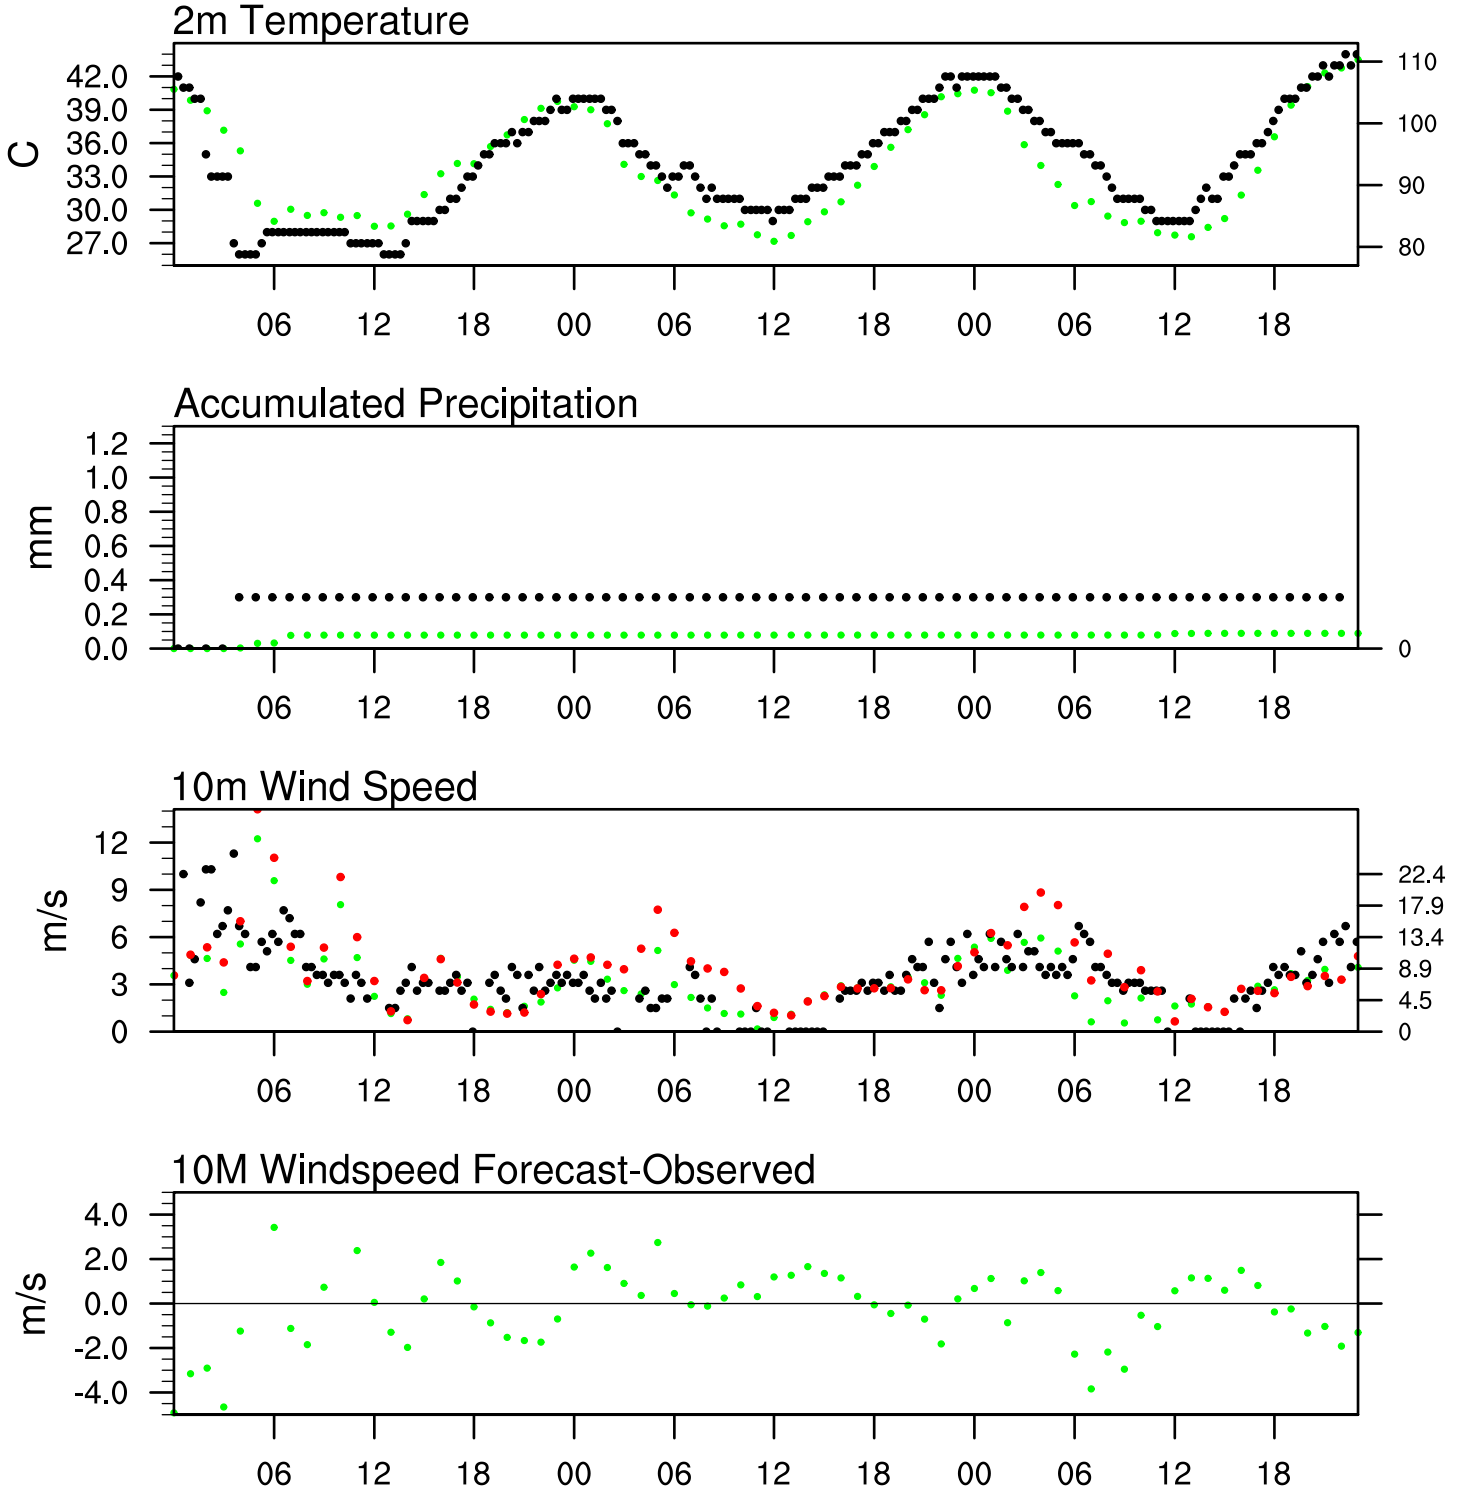 2m Temperature
42.0
39.0
36.0
33.0
30.0
27.0
C
110
100
90
80
06 12 18 00 06 12 18 00 06 12 18
Accumulated Precipitation
1.2
1.0
0.8
0.6
0.4
0.2
0.0
mm
0
06 12 18 00 06 12 18 00 06 12 18
10m Wind Speed
12
9
6
3
0
m/s
22.4
17.9
13.4
8.9
4.5
0
06 12 18 00 06 12 18 00 06 12 18
10M Windspeed Forecast-Observed
4.0
2.0
0.0
-2.0
-4.0
m/s
06 12 18 00 06 12 18 00 06 12 18